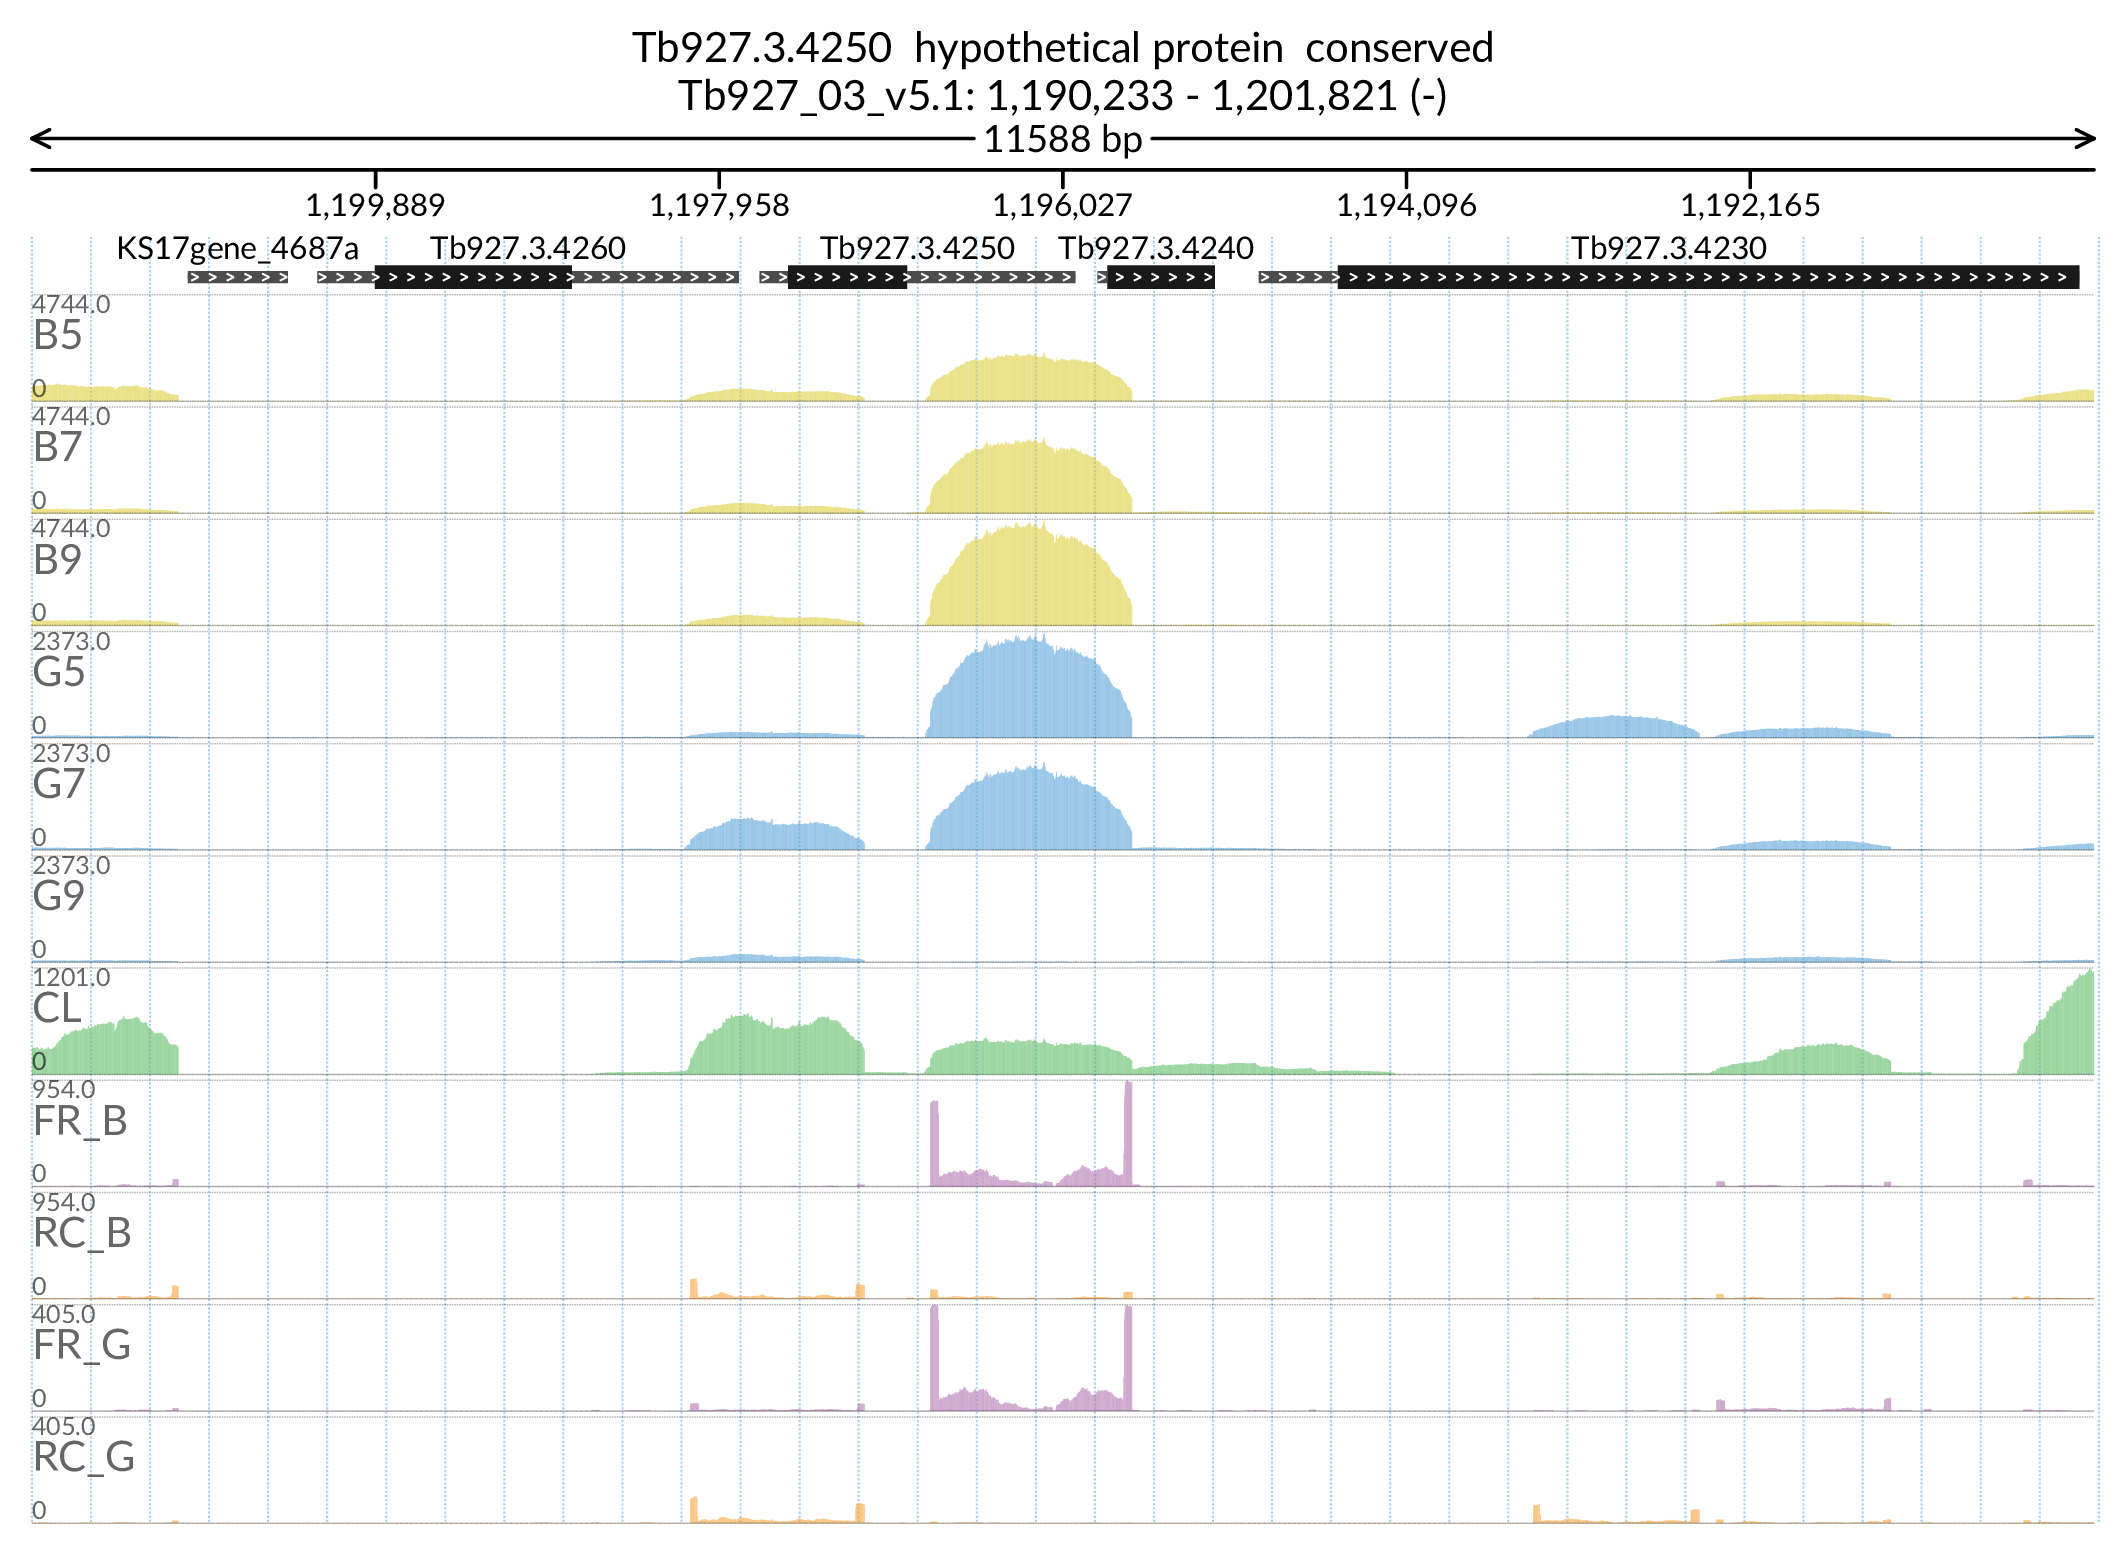 Tb927.3.4250  hypothetical protein  conserved
Tb927_03_v5.1: 1,190,233 - 1,201,821 (-)
11588 bp
1,199,889 1,197,958 1,196,027 1,194,096 1,192,165
KS17gene_4687a Tb927.3.4260 Tb927.3.4250 Tb927.3.4240 Tb927.3.4230
4744.0
B5
0
4744.0
B7
0
4744.0
B9
0
2373.0
G5
0
2373.0
G7
0
2373.0
G9
0
1201.0
CL
0
954.0
FR_B
0
954.0
RC_B
0
405.0
FR_G
0
405.0
RC_G
0